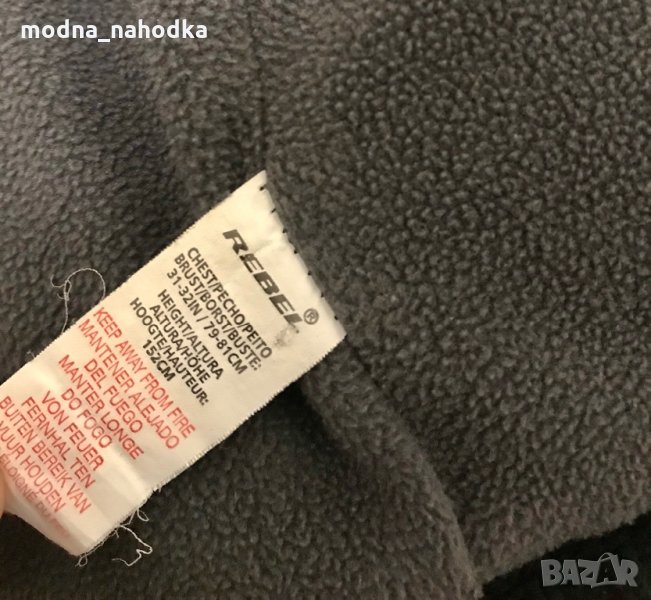 modna_nahodka
REBEL®
CHEST/PECHO/PEITO
BRUST/BORST/BUSTE:
31-32IN / 79-81CM
HEIGHT/ALTURA
ALTURA/HÖHE
HOOGTE/HAUTEUR:
152CM
KEEP AWAY FROM FIRE
MANTENER ALEJADO
DEL FUEGO
MANTER LONGE
DO FOGO
VON FEUER
FERNHALTEN
BUITEN BEREIK VAN
VUUR HOUDEN
BAZAR